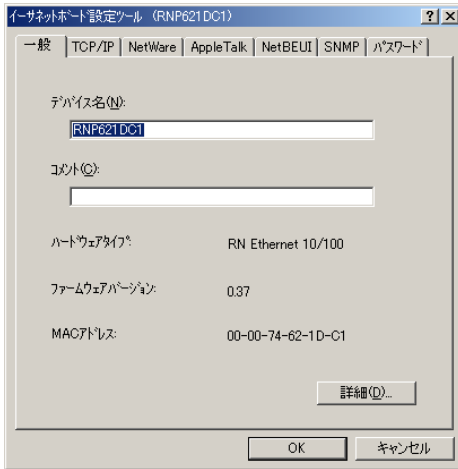 イーサネットボード設定ツール (RNP621DC1)
一般 TCP/IP NetWare AppleTalk NetBEUI SNMP パスワード
デバイス名(N):
RNP621DC1
コメント(C):
ハードウェアタイプ: RN Ethernet 10/100
ファームウェアバージョン: 0.37
MACアドレス: 00-00-74-62-1D-C1
詳細(D)...
OK キャンセル